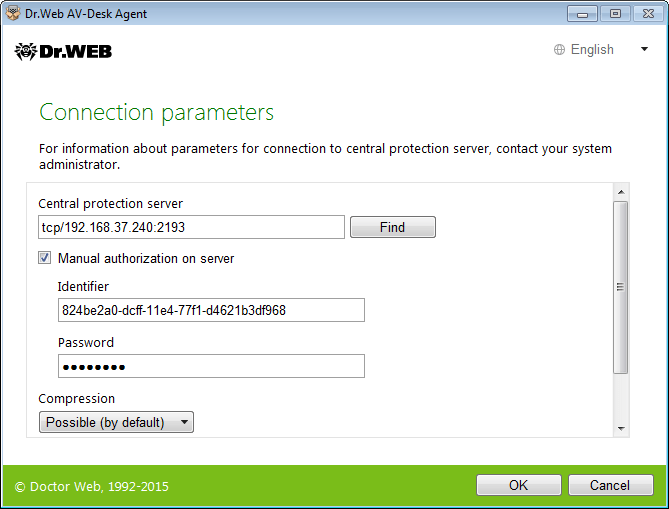 Dr.Web AV-Desk Agent
Dr.WEB
English
Connection parameters
For information about parameters for connection to central protection server, contact your system
administrator.
Central protection server
tcp/192.168.37.240:2193
Find
Manual authorization on server
Identifier
824be2a0-dcff-11e4-77f1-d4621b3df968
Password
●●●●●●●●
Compression
Possible (by default)
© Doctor Web, 1992-2015
OK
Cancel